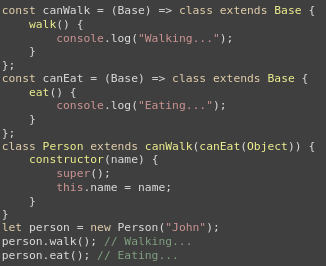 const canWalk = (Base) => class extends Base {
    walk() {
        console.log("Walking...");
    }
};
const canEat = (Base) => class extends Base {
    eat() {
        console.log("Eating...");
    }
};
class Person extends canWalk(canEat(Object)) {
    constructor(name) {
        super();
        this.name = name;
    }
}
let person = new Person("John");
person.walk(); // Walking...
person.eat(); // Eating...